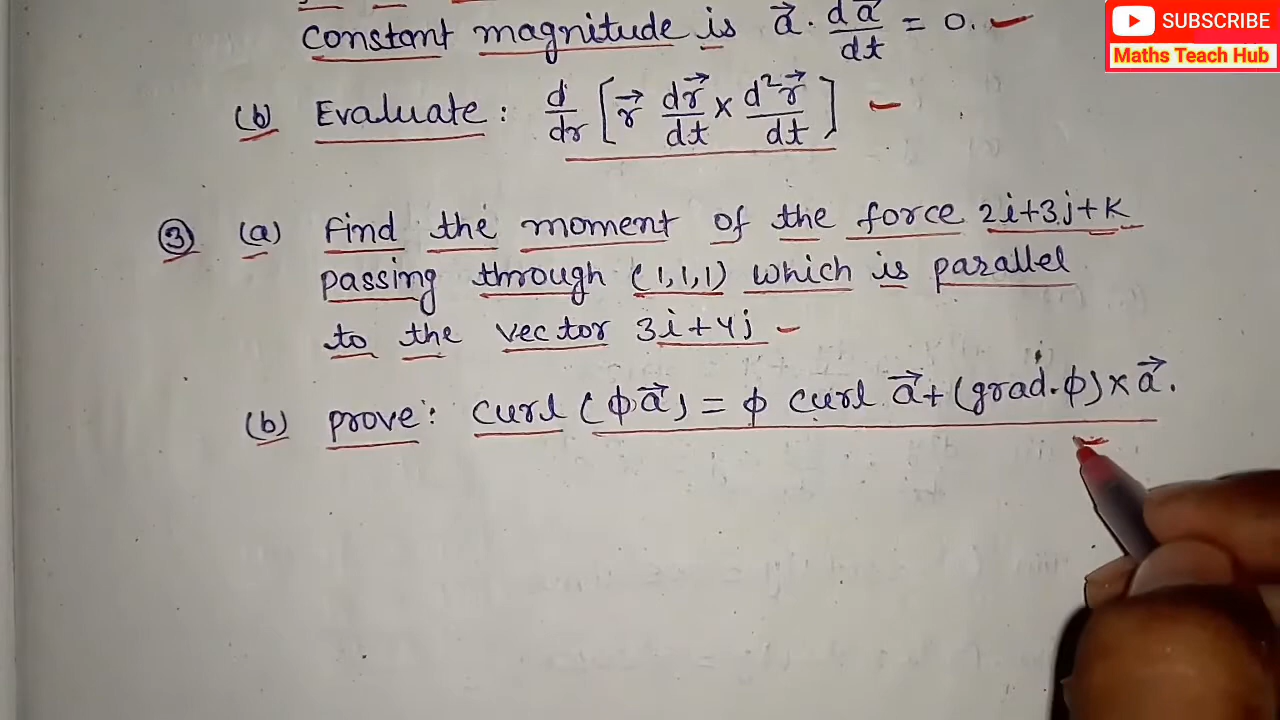 constant magnitude is a⃗ . da⃗/dt = 0.
(b) Evaluate: d/dr [r⃗ dr⃗/dt × d²r⃗/dt]
③ (a) Find the moment of the force 2i+3j+k
passing through (1,1,1) which is parallel
to the vector 3i+4j
(b) prove: curl (ϕa⃗) = ϕ curl a⃗ + (grad.ϕ) × a⃗.
SUBSCRIBE
Maths Teach Hub